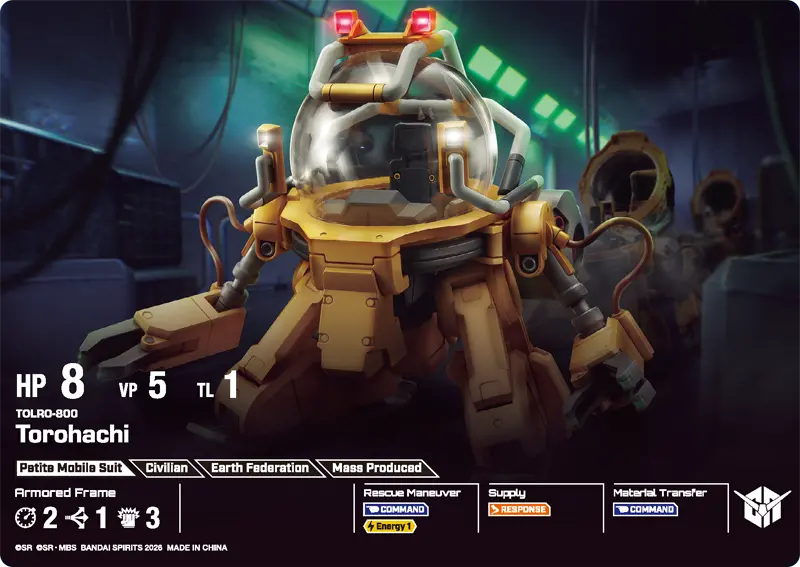 HP 8 VP 5 TL 1
TOLRO-800
Torohachi
Petite Mobile Suit Civilian Earth Federation Mass Produced
Armored Frame
2 1 3
Rescue Maneuver
COMMAND
Energy 1
Supply
RESPONSE
Material Transfer
COMMAND
©SR ©SR・MBS BANDAI SPIRITS 2026 MADE IN CHINA